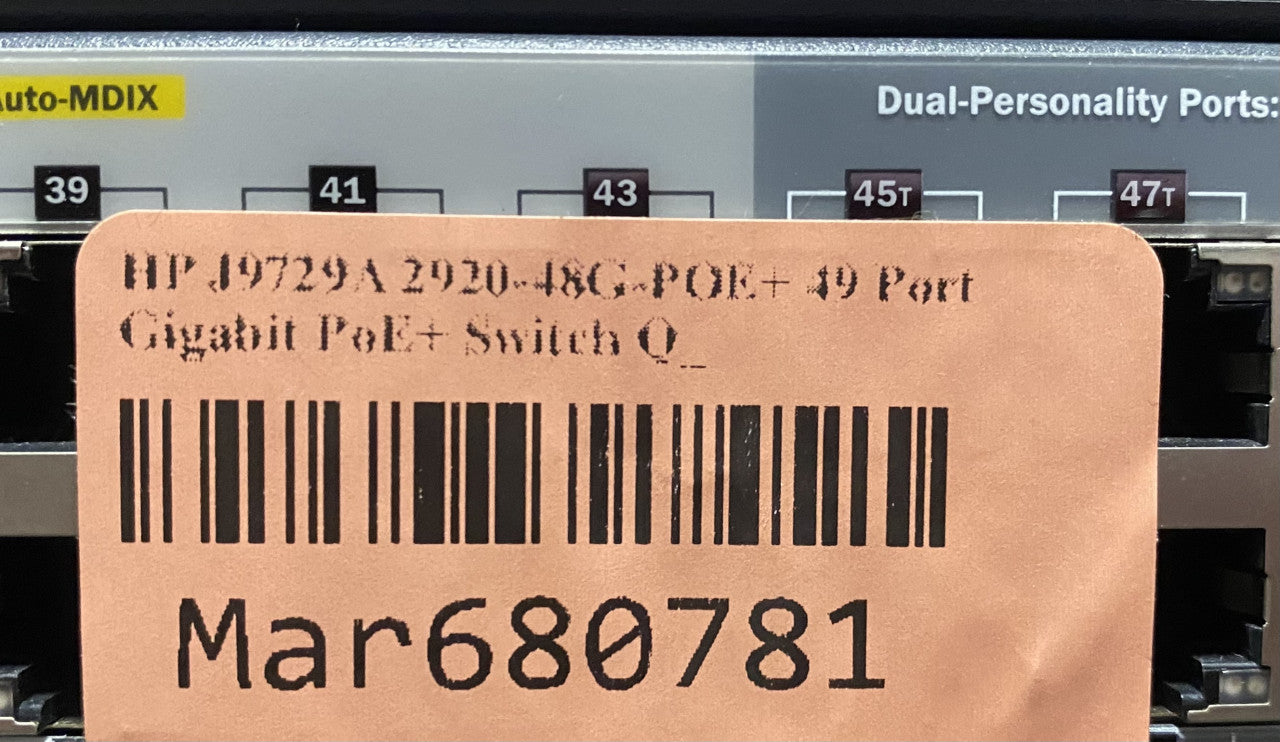 Auto-MDIX
Dual-Personality Ports:
39 41 43 45T 47T
HP J9729A 2920-48G-POE+ 49 Port
Gigabit PoE+ Switch Q_
Mar680781